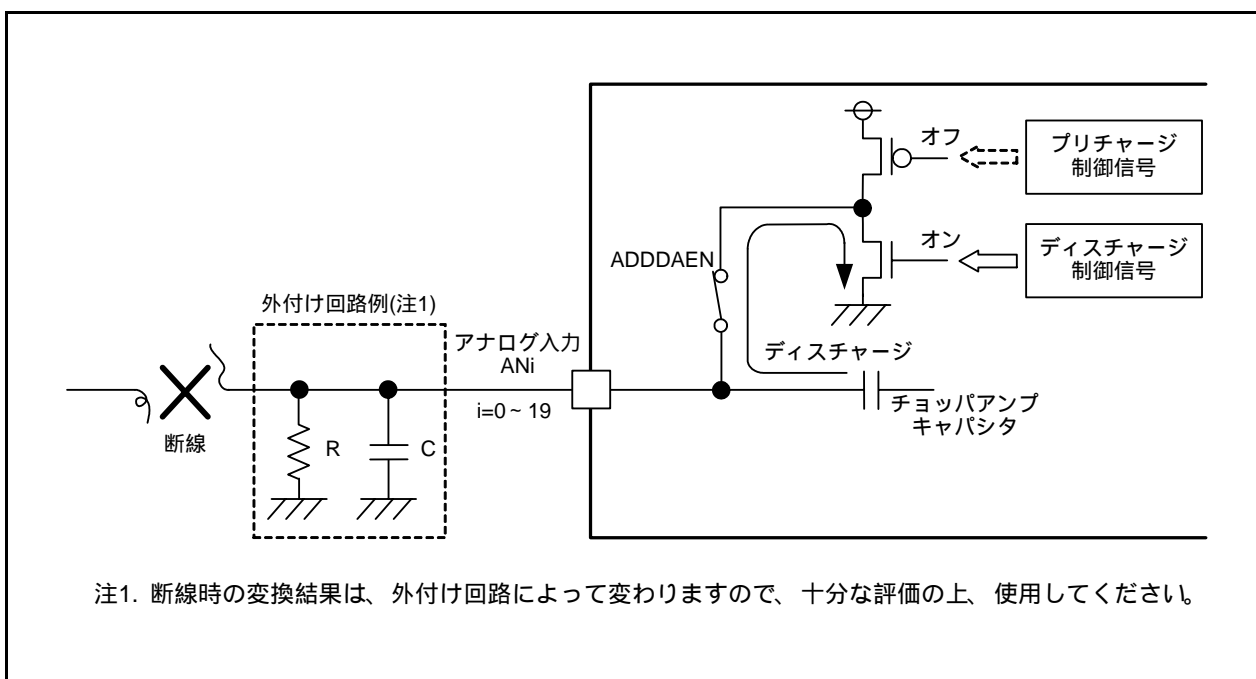 オフ
プリチャージ
制御信号
オン
ディスチャージ
制御信号
ADDDAEN
外付け回路例(注1)
アナログ入力
ANi
i=0 ~ 19
ディスチャージ
チョッパアンプ
キャパシタ
断線
R
C
注1. 断線時の変換結果は、外付け回路によって変わりますので、十分な評価の上、使用してください。